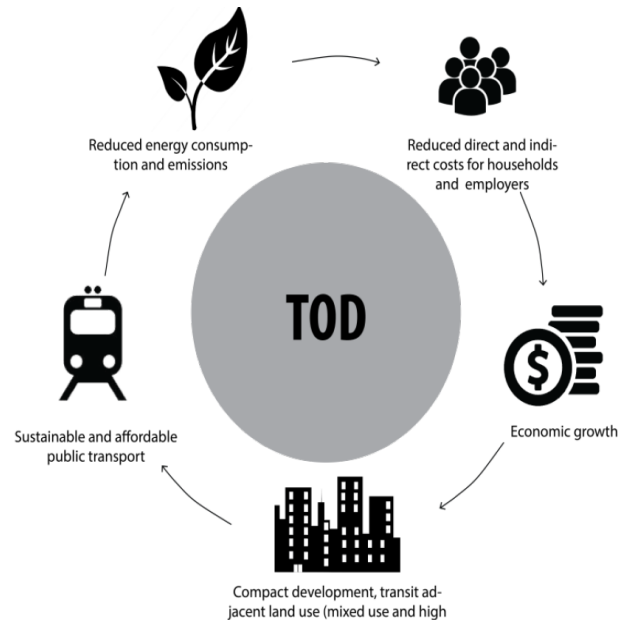 Reduced energy consump-
tion and emissions
Reduced direct and indi-
rect costs for households
and employers
TOD
$
Economic growth
Sustainable and affordable
public transport
Compact development, transit ad-
jacent land use (mixed use and high